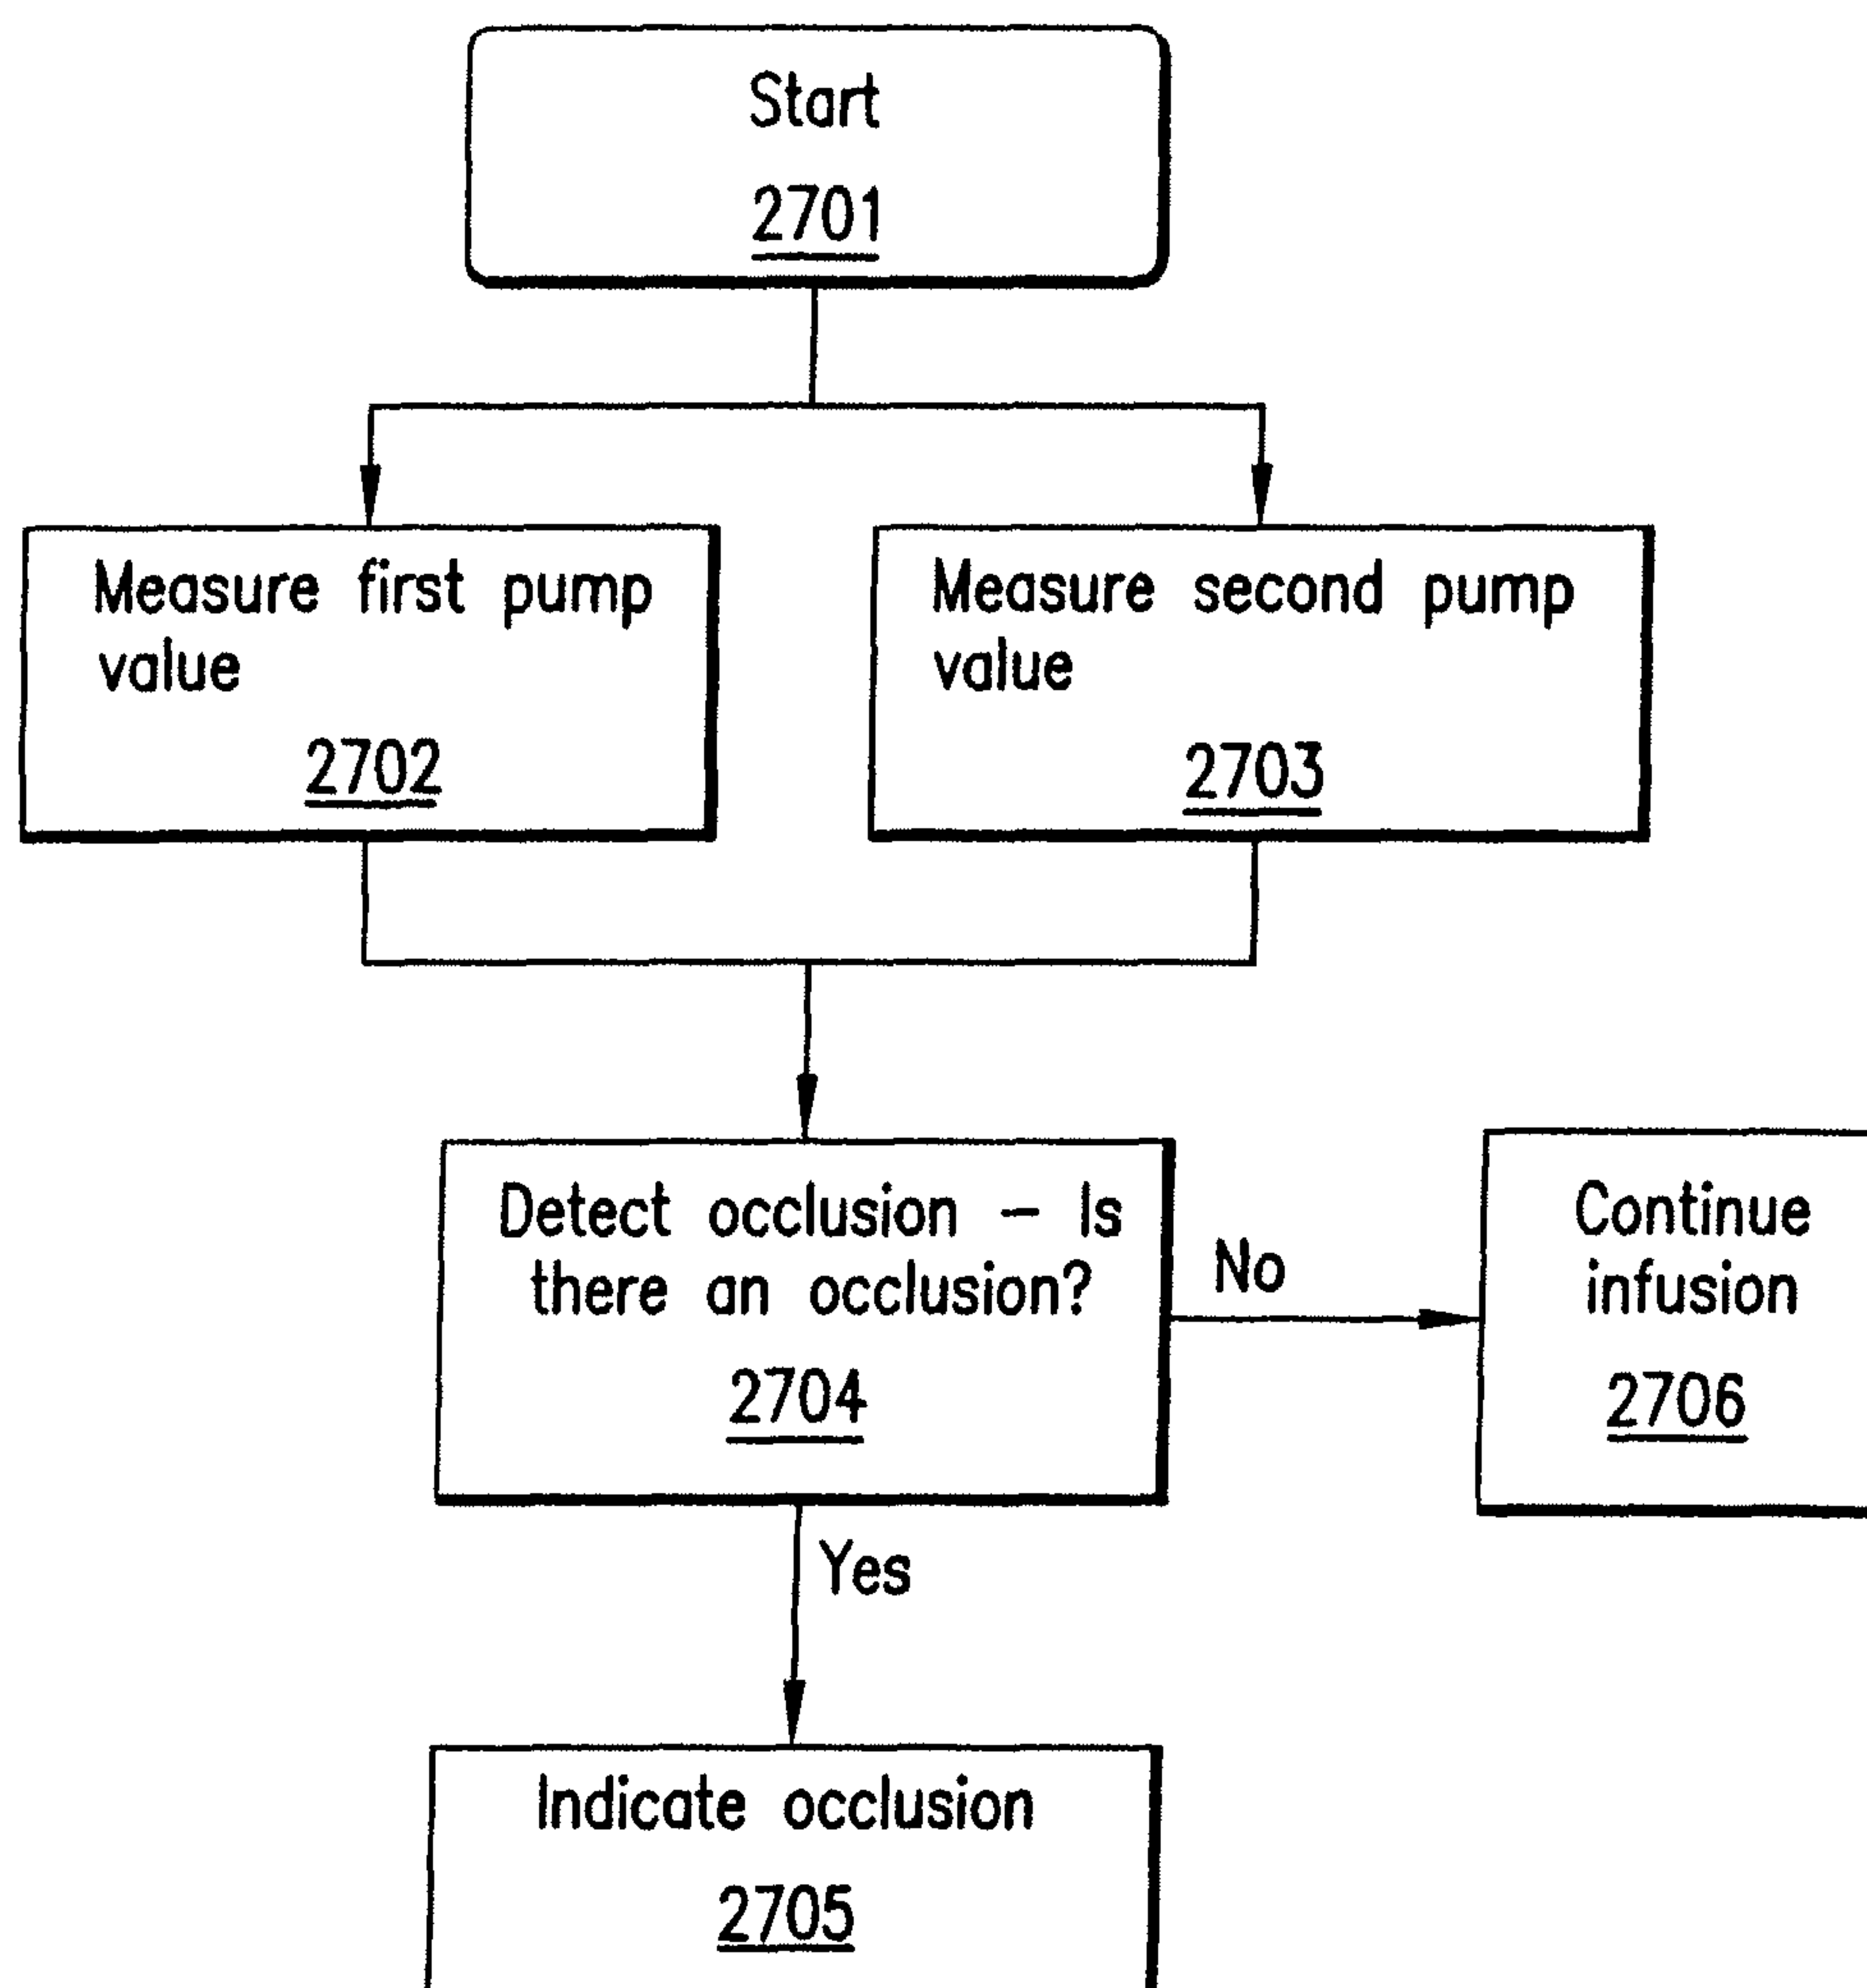 Start
2701
Measure first pump
value
2702
Measure second pump
value
2703
Detect occlusion – Is
there an occlusion?
2704
No
Continue
infusion
2706
Yes
Indicate occlusion
2705